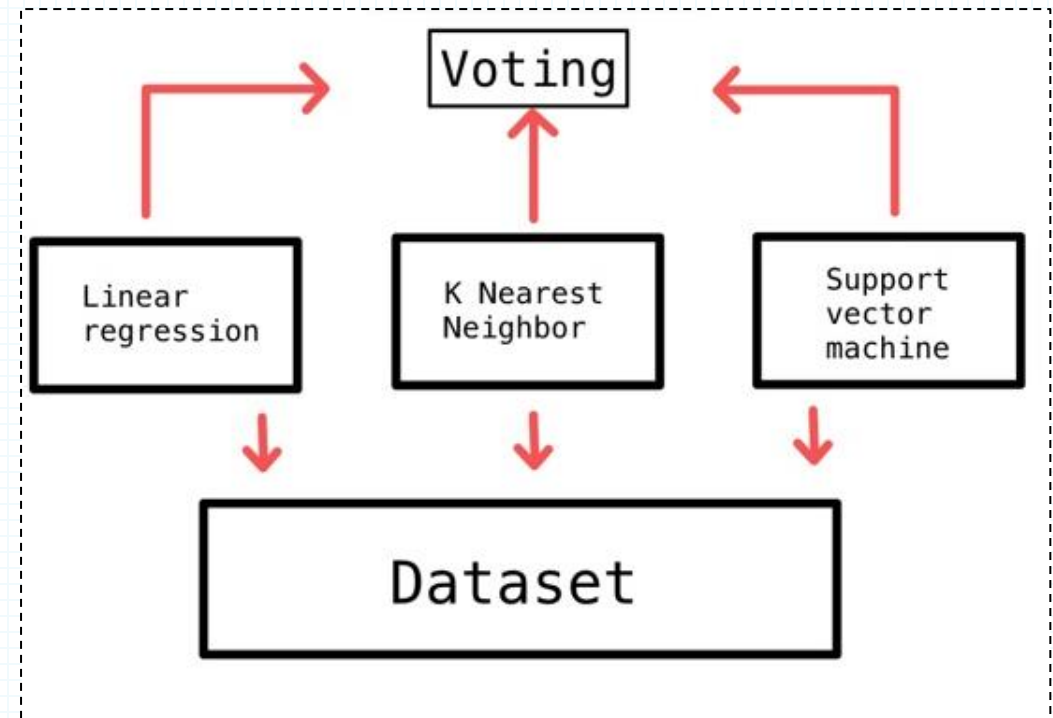 Voting
Linear
regression
K Nearest
Neighbor
Support
vector
machine
Dataset